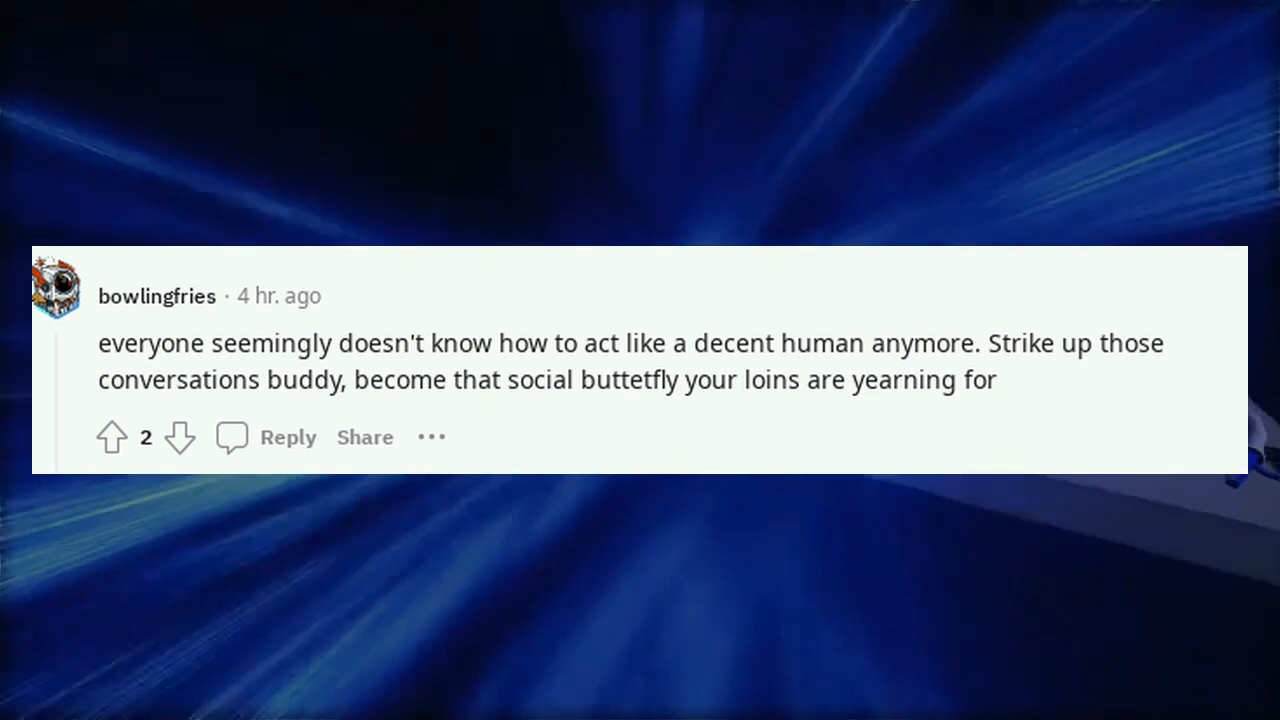 bowlingfries · 4 hr. ago
everyone seemingly doesn't know how to act like a decent human anymore. Strike up those
conversations buddy, become that social buttetfly your loins are yearning for
2 Reply Share ···